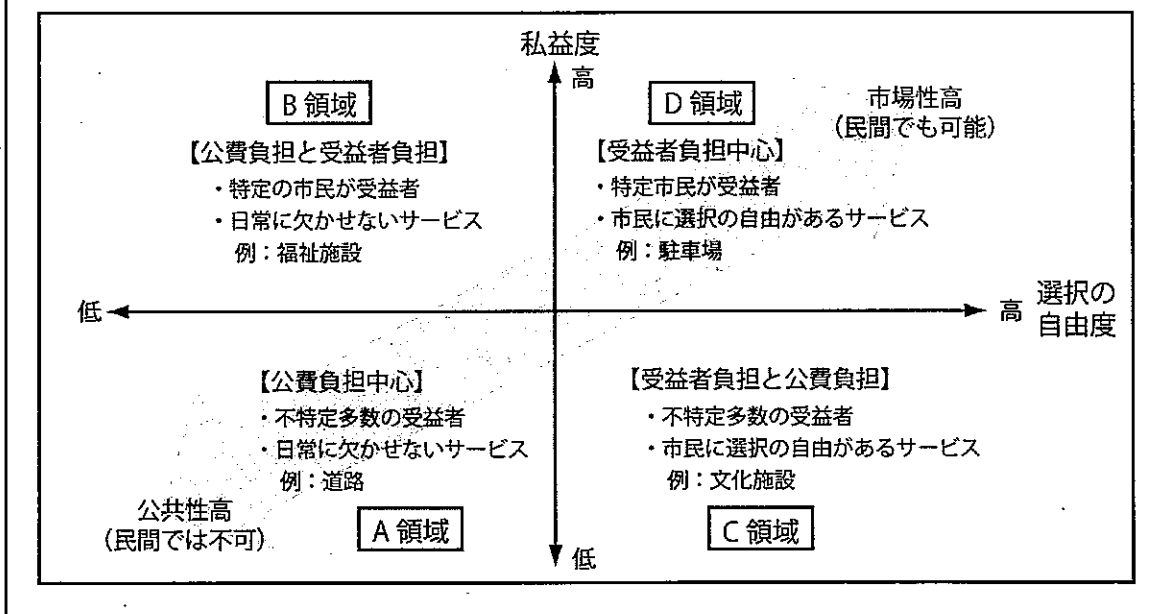 私益度
高
B 領域
【公費負担と受益者負担】
・特定の市民が受益者
・日常に欠かせないサービス
例：福祉施設
D 領域
市場性高
（民間でも可能）
【受益者負担中心】
・特定市民が受益者
・市民に選択の自由があるサービス
例：駐車場
低
高
選択の
自由度
【公費負担中心】
・不特定多数の受益者
・日常に欠かせないサービス
例：道路
公共性高
（民間では不可）
A 領域
【受益者負担と公費負担】
・不特定多数の受益者
・市民に選択の自由があるサービス
例：文化施設
C 領域
低